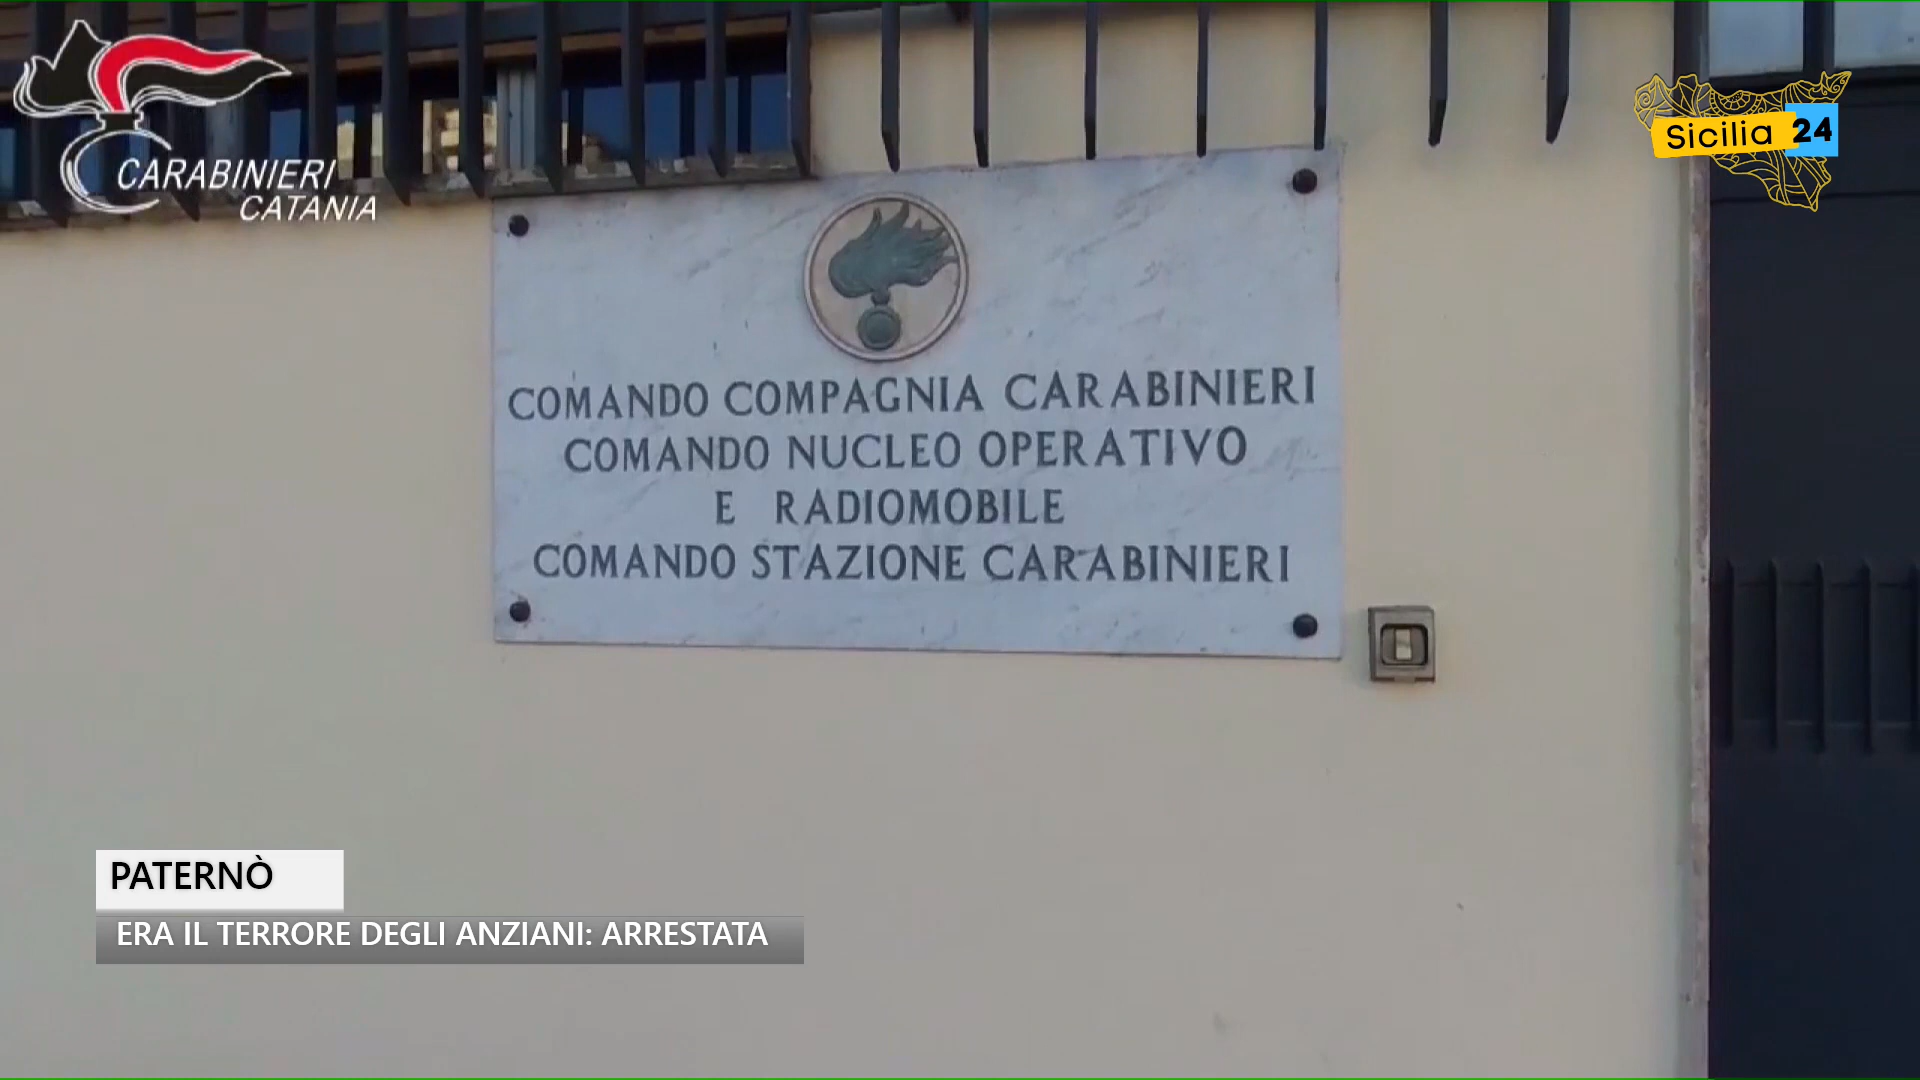 CARABINIERI
CATANIA
Sicilia 24
COMANDO COMPAGNIA CARABINIERI
COMANDO NUCLEO OPERATIVO
E RADIOMOBILE
COMANDO STAZIONE CARABINIERI
PATERNÒ
ERA IL TERRORE DEGLI ANZIANI: ARRESTATA